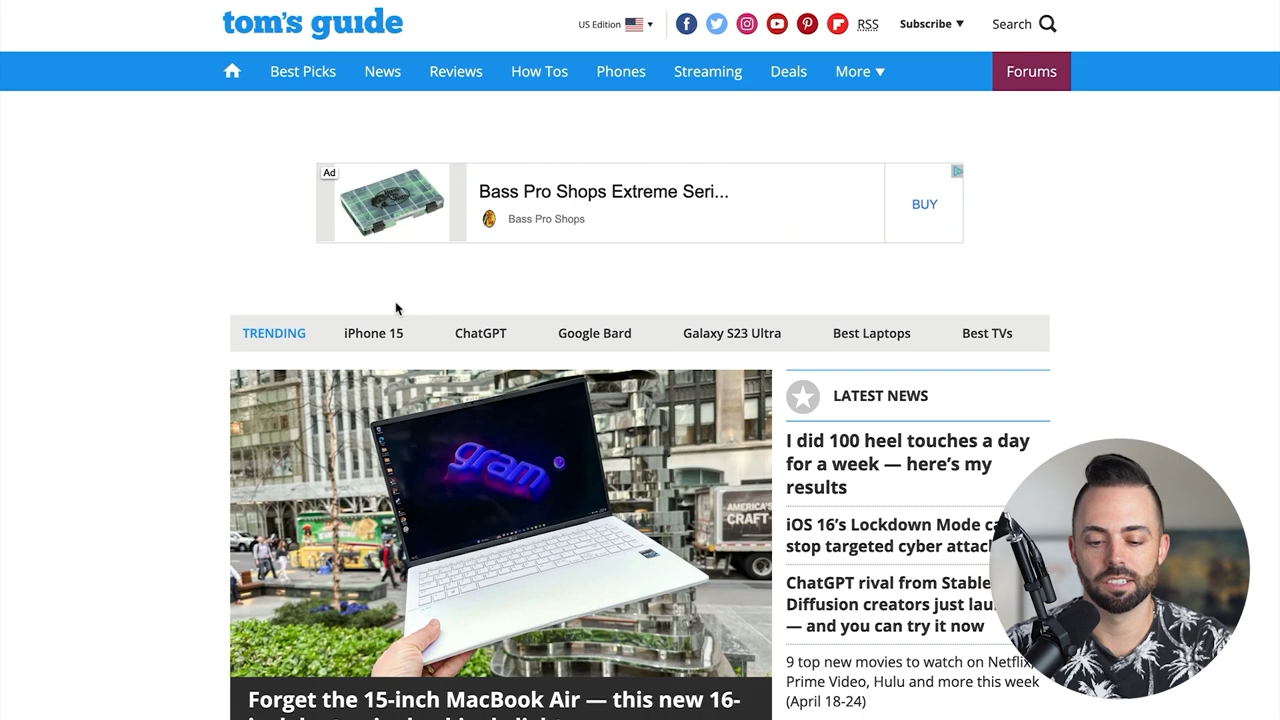 tom's guide
US Edition
RSS
Subscribe
Search
Best Picks
News
Reviews
How Tos
Phones
Streaming
Deals
More
Forums
Ad
Bass Pro Shops Extreme Seri...
Bass Pro Shops
BUY
TRENDING
iPhone 15
ChatGPT
Google Bard
Galaxy S23 Ultra
Best Laptops
Best TVs
gram
AMERICA'S
CRAFT-
Forget the 15-inch MacBook Air — this new 16-
LATEST NEWS
I did 100 heel touches a day
for a week — here's my
results
iOS 16's Lockdown Mode
stop targeted cyber
ChatGPT rival from Stable
Diffusion creators just
— and you can try it now
9 top new movies to watch on Netflix,
Prime Video, Hulu and more this week
(April 18-24)